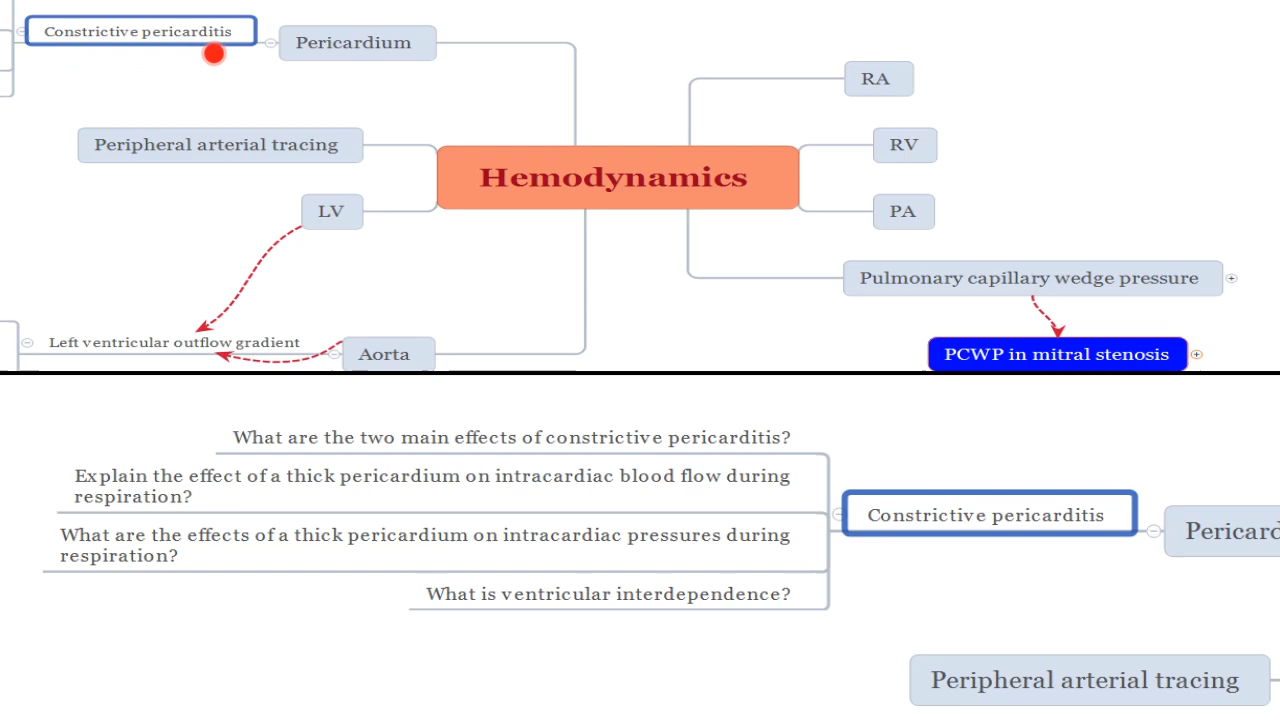 Constrictive pericarditis
Pericardium
RA
Peripheral arterial tracing
RV
Hemodynamics
LV
PA
Pulmonary capillary wedge pressure
Left ventricular outflow gradient
Aorta
PCWP in mitral stenosis
What are the two main effects of constrictive pericarditis?
Explain the effect of a thick pericardium on intracardiac blood flow during
respiration?
Constrictive pericarditis
Pericard
What are the effects of a thick pericardium on intracardiac pressures during
respiration?
What is ventricular interdependence?
Peripheral arterial tracing